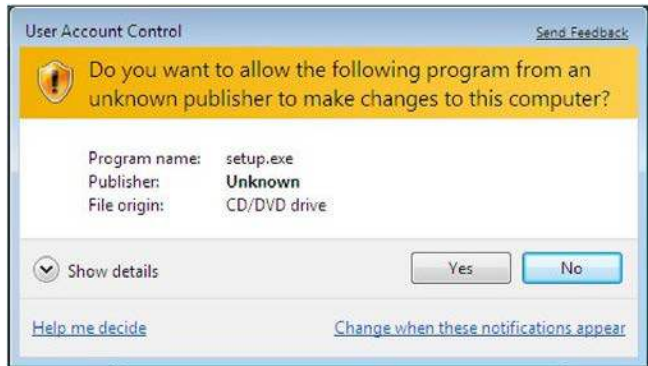 User Account Control
Send Feedback
Do you want to allow the following program from an
unknown publisher to make changes to this computer?
Program name: setup.exe
Publisher: Unknown
File origin: CD/DVD drive
Show details
Yes
No
Help me decide
Change when these notifications appear